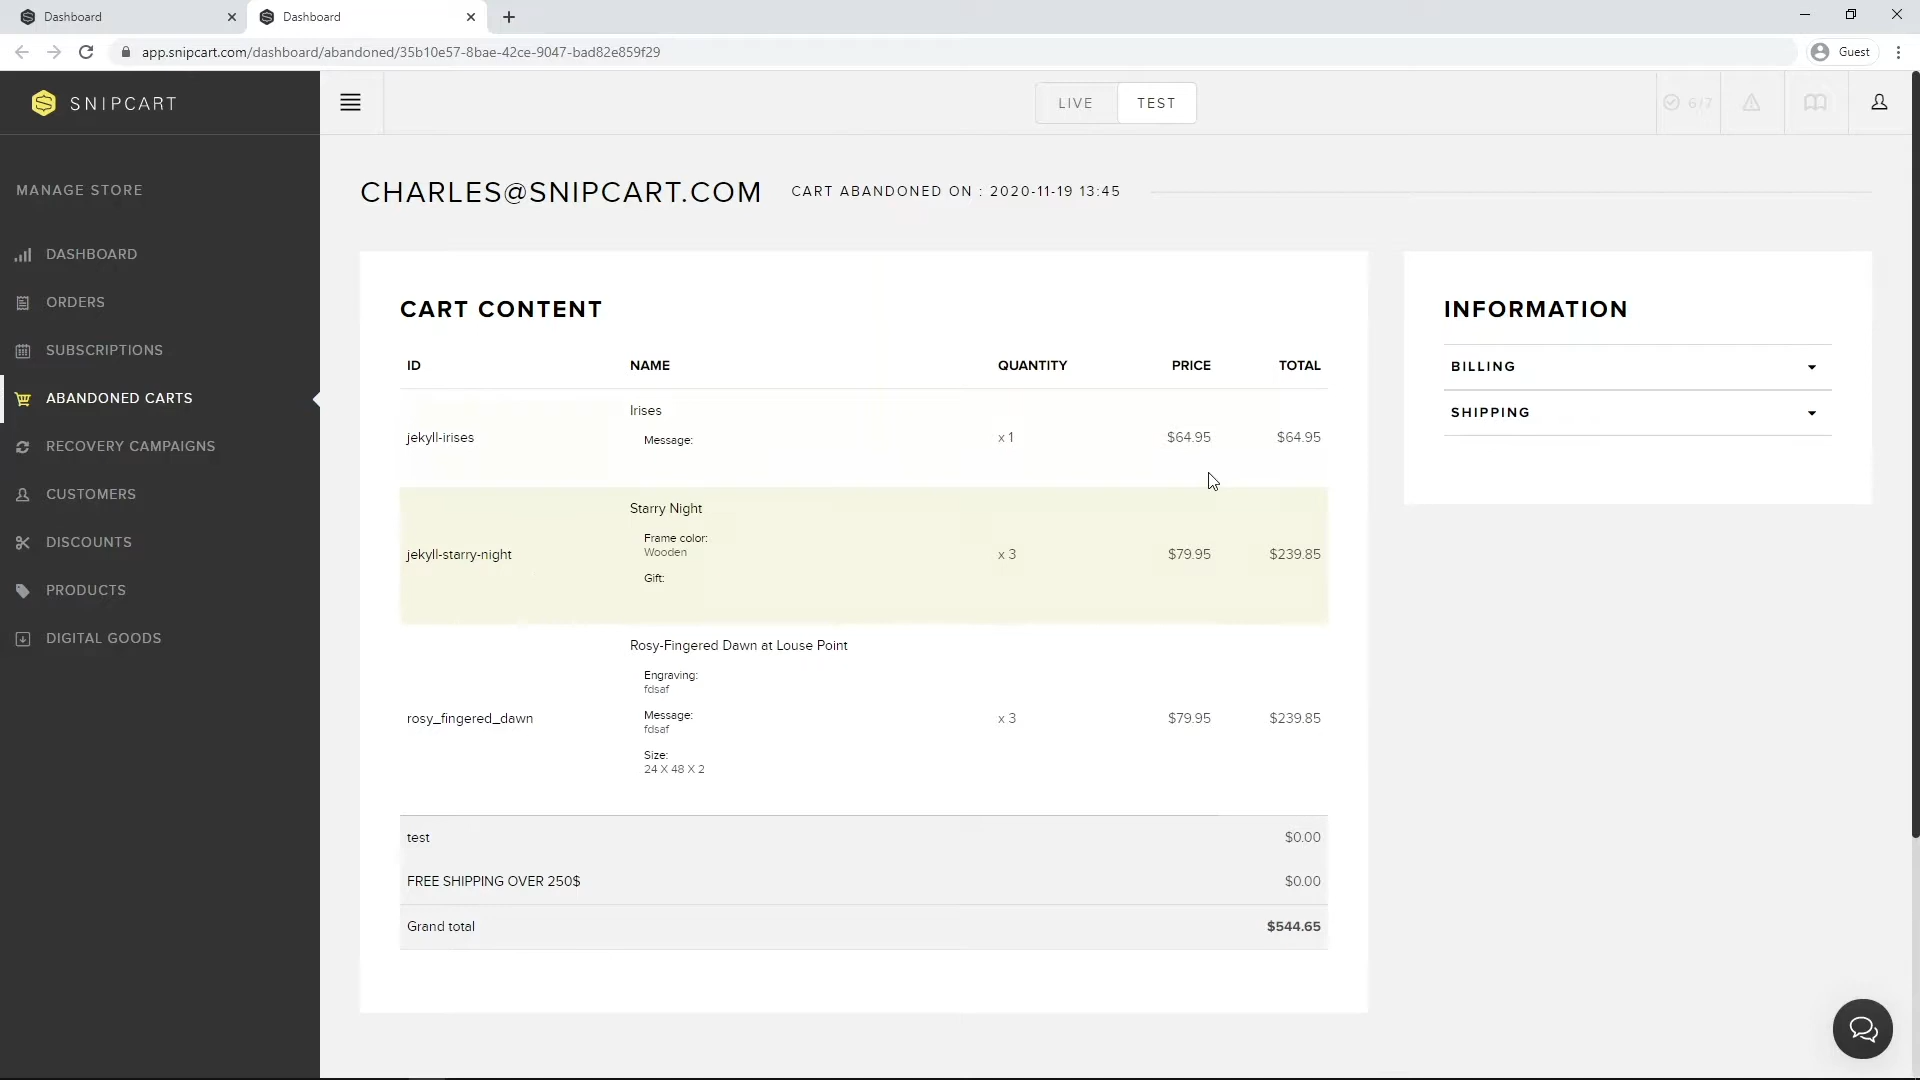 Dashboard
Dashboard
app.snipcart.com/dashboard/abandoned/35b10e57-8bae-42ce-9047-bad82e859f29
Guest
SNIPCART
LIVE
TEST
6/7
MANAGE STORE
DASHBOARD
ORDERS
SUBSCRIPTIONS
ABANDONED CARTS
RECOVERY CAMPAIGNS
CUSTOMERS
DISCOUNTS
PRODUCTS
DIGITAL GOODS
CHARLES@SNIPCART.COM
CART ABANDONED ON : 2020-11-19 13:45
CART CONTENT
ID NAME QUANTITY PRICE TOTAL
Irises
Message:
jekyll-irises x 1 $64.95 $64.95
Starry Night
Frame color:
Wooden
jekyll-starry-night x 3 $79.95 $239.85
Gift:
Rosy-Fingered Dawn at Louse Point
Engraving:
fdsaf
Message:
rosy_fingered_dawn x 3 $79.95 $239.85
fdsaf
Size:
24 X 48 X 2
test $0.00
FREE SHIPPING OVER 250$ $0.00
Grand total $544.65
INFORMATION
BILLING
SHIPPING